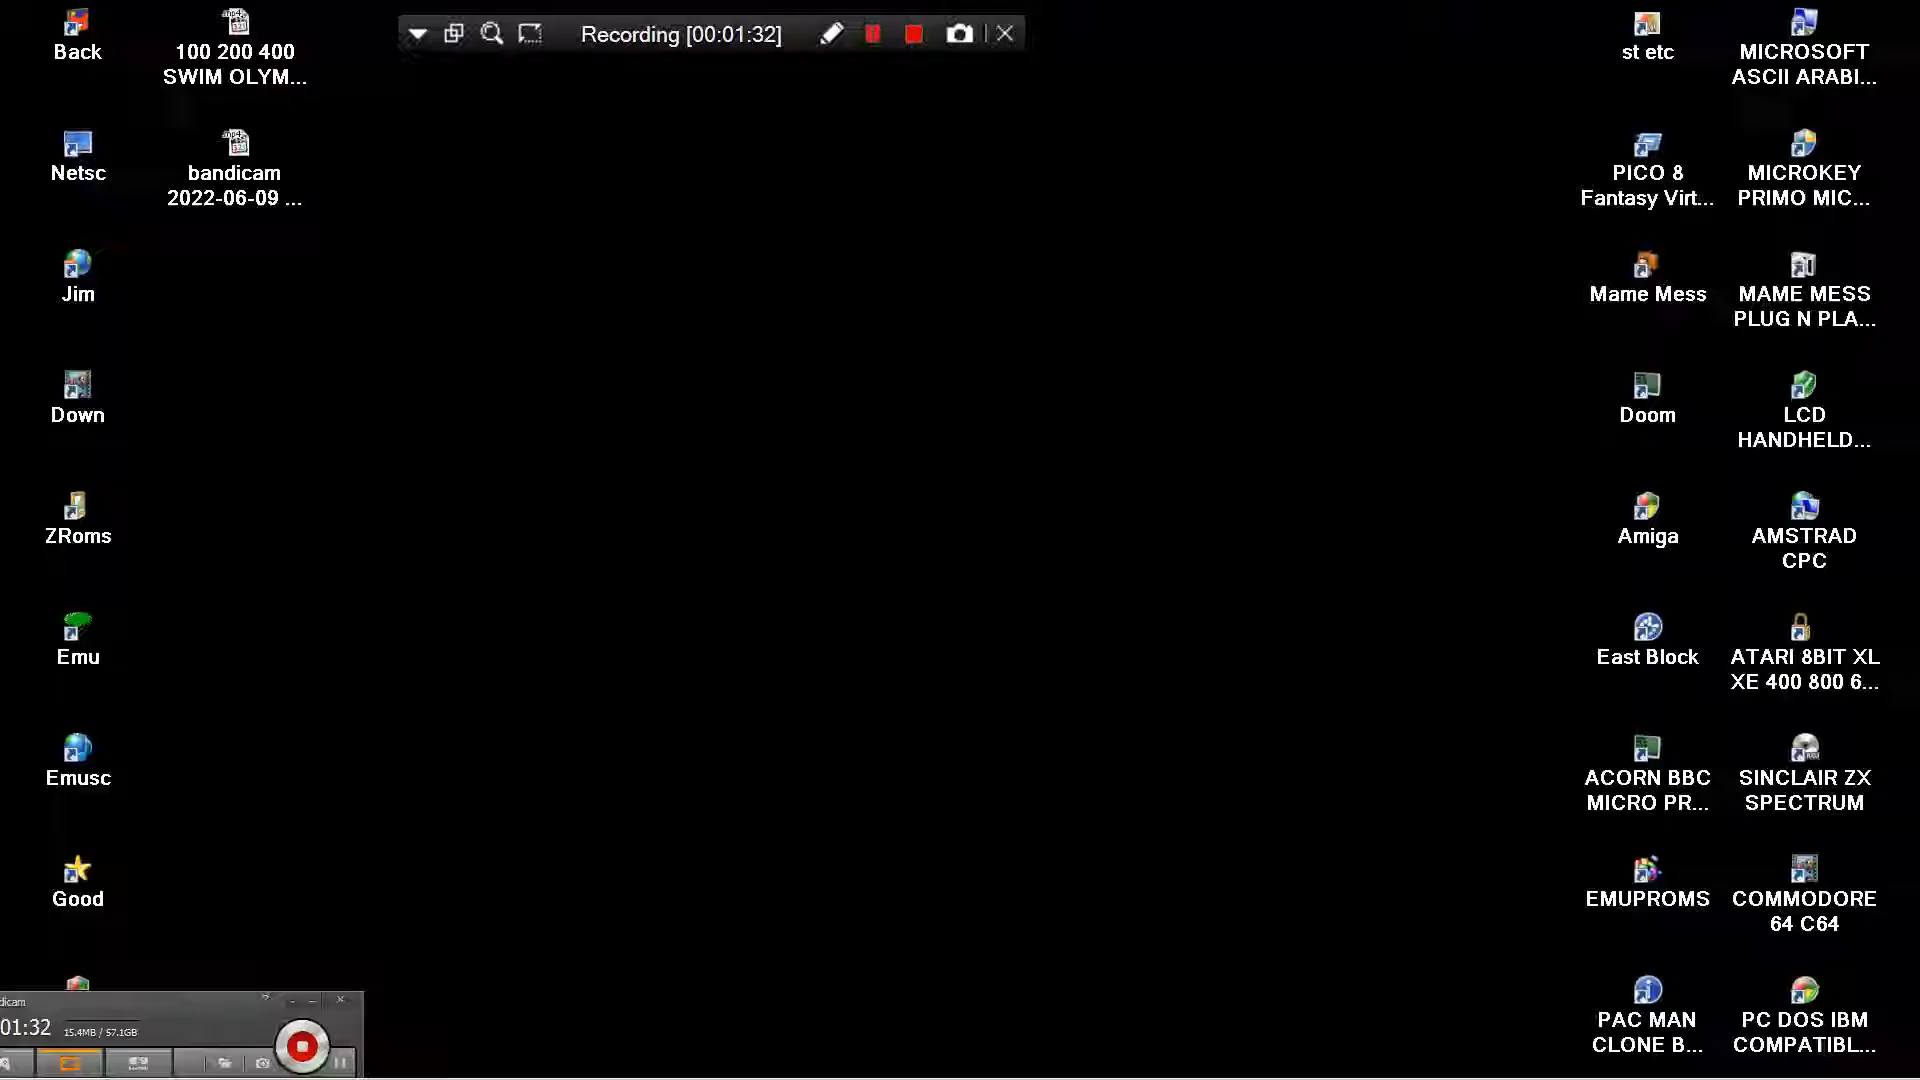 Back
100 200 400
SWIM OLYM...
Recording [00:01:32]
st etc
MICROSOFT
ASCII ARABI...
Netsc
bandicam
2022-06-09 ...
PICO 8
Fantasy Virt...
MICROKEY
PRIMO MIC...
Jim
Mame Mess
MAME MESS
PLUG N PLA...
Down
Doom
LCD
HANDHELD...
ZRoms
Amiga
AMSTRAD
CPC
Emu
East Block
ATARI 8BIT XL
XE 400 800 6...
Emusc
ACORN BBC
MICRO PR...
SINCLAIR ZX
SPECTRUM
Good
EMUPROMS
COMMODORE
64 C64
PAC MAN
CLONE B...
PC DOS IBM
COMPATIBL...
dicam
01:32
15.4MB / 57.1GB